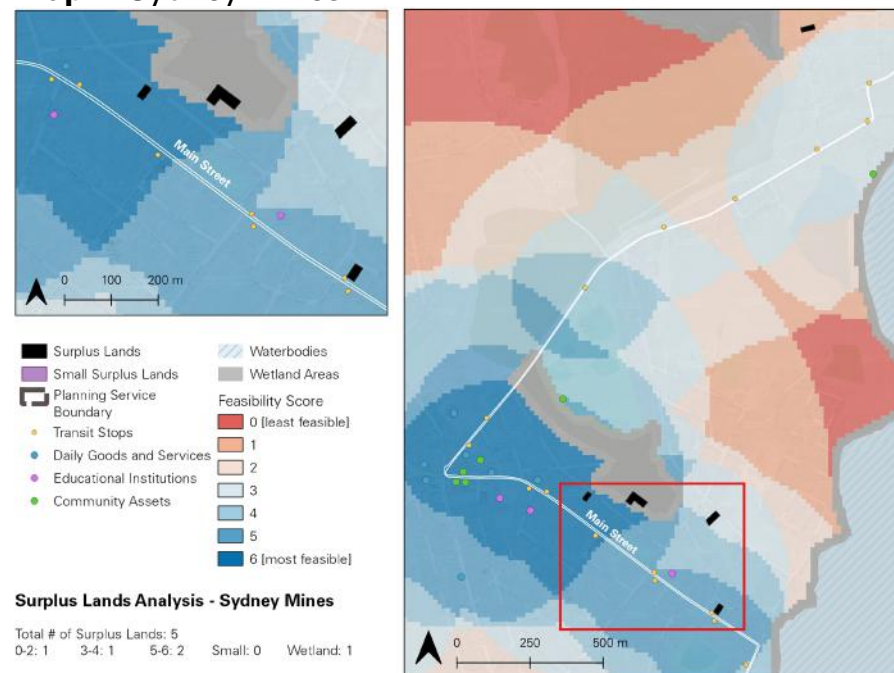 Main Street
0 100 200 m
Surplus Lands
Small Surplus Lands
Planning Service
Boundary
Transit Stops
Daily Goods and Services
Educational Institutions
Community Assets
Waterbodies
Wetland Areas
Feasibility Score
0 [least feasible]
1
2
3
4
5
6 [most feasible]
Surplus Lands Analysis - Sydney Mines
Total # of Surplus Lands: 5
0-2: 1 3-4: 1 5-6: 2 Small: 0 Wetland: 1
Main Street
0 250 500 m